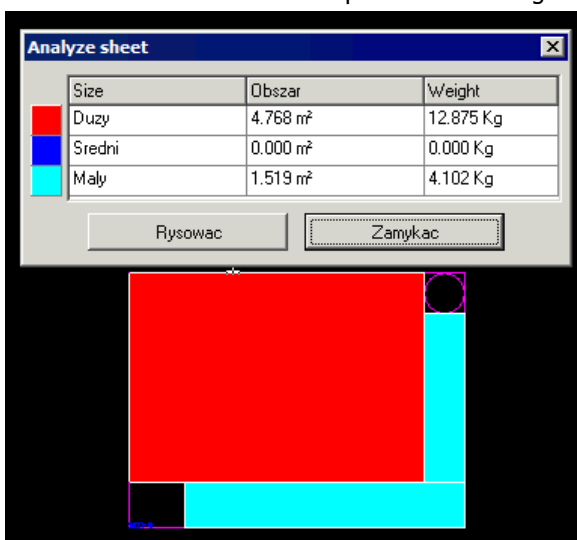 Analyze sheet
Size Obszar Weight
Duzy 4.768 m² 12.875 Kg
Sredni 0.000 m² 0.000 Kg
Maly 1.519 m² 4.102 Kg
Rysowac Zamykac